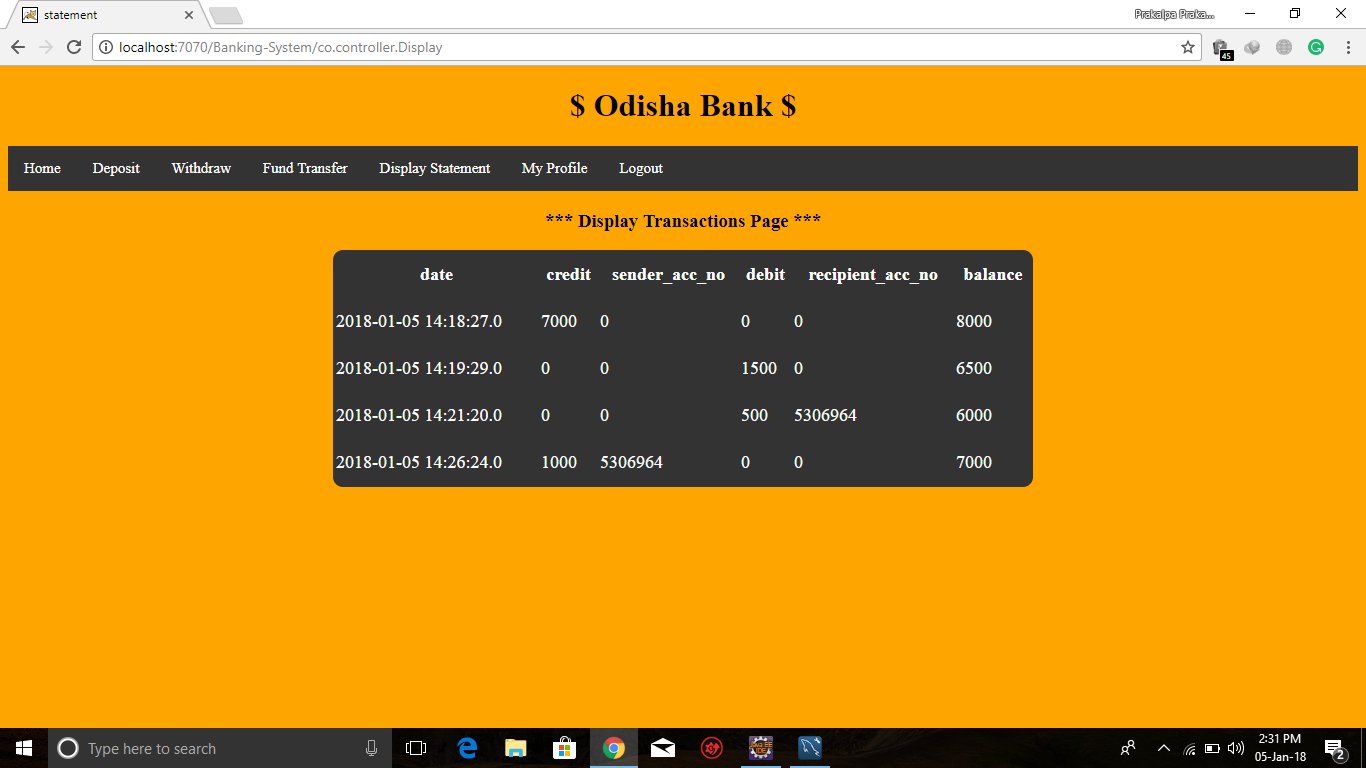 statement
Prakalpa Praka...
localhost:7070/Banking-System/co.controller.Display
45
$ Odisha Bank $
Home Deposit Withdraw Fund Transfer Display Statement My Profile Logout
*** Display Transactions Page ***
date credit sender_acc_no debit recipient_acc_no balance
2018-01-05 14:18:27.0 7000 0 0 0 8000
2018-01-05 14:19:29.0 0 0 1500 0 6500
2018-01-05 14:21:20.0 0 0 500 5306964 6000
2018-01-05 14:26:24.0 1000 5306964 0 0 7000
Type here to search
2:31 PM
05-Jan-18
2